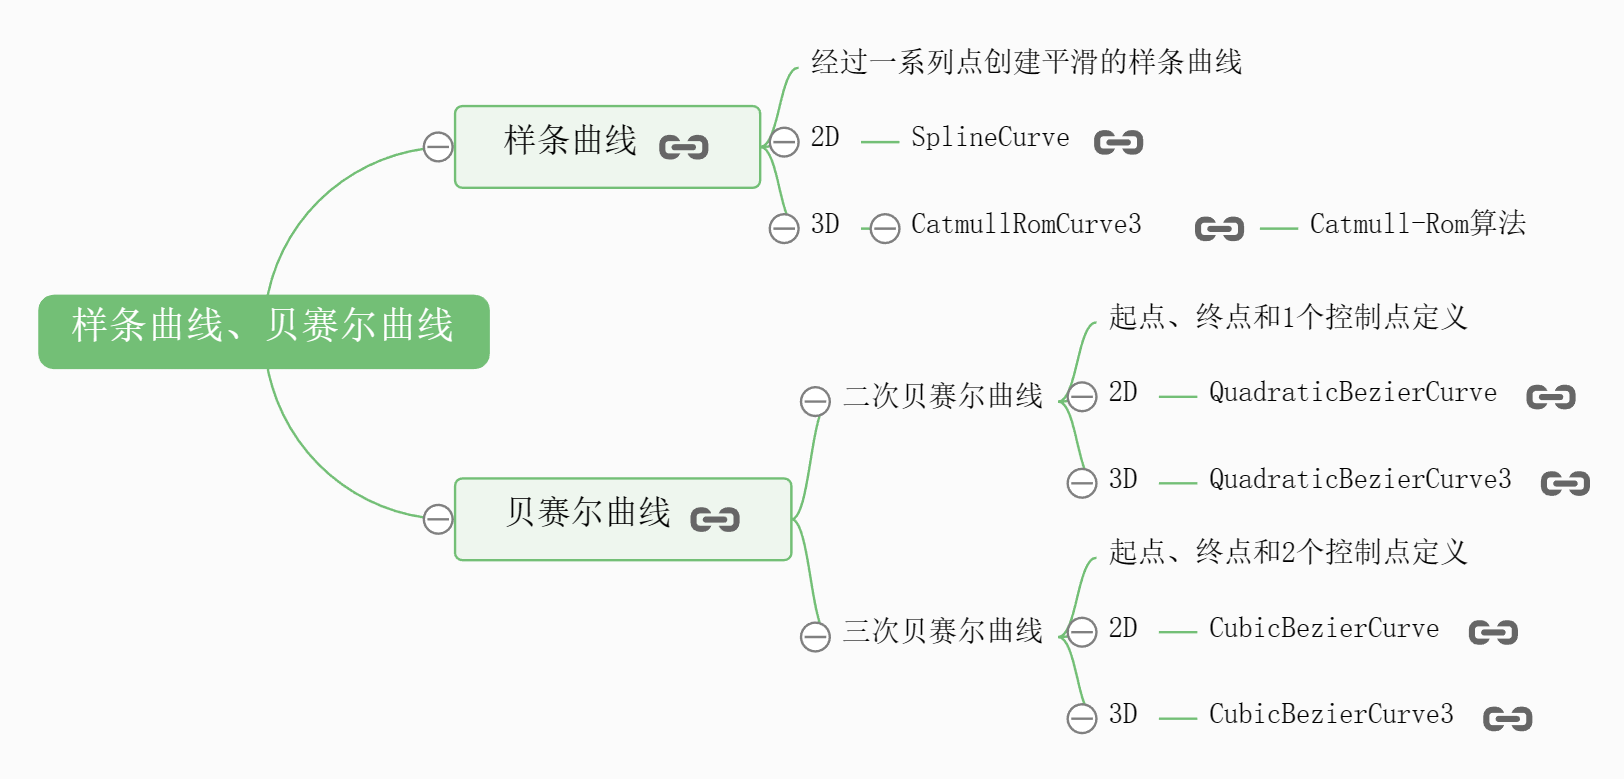 样条曲线、贝赛尔曲线
样条曲线
经过一系列点创建平滑的样条曲线
2D SplineCurve
3D CatmullRomCurve3 Catmull-Rom算法
贝赛尔曲线
二次贝赛尔曲线
起点、终点和1个控制点定义
2D QuadraticBezierCurve
3D QuadraticBezierCurve3
三次贝赛尔曲线
起点、终点和2个控制点定义
2D CubicBezierCurve
3D CubicBezierCurve3